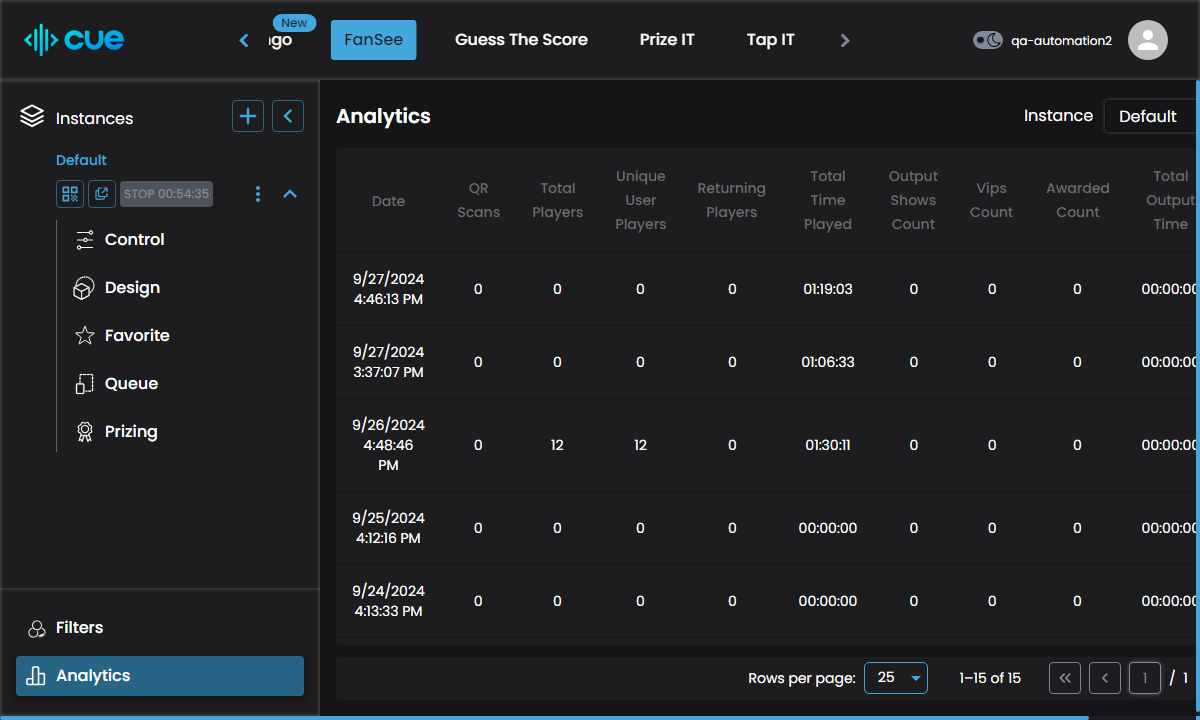 cue
New
ngo
FanSee
Guess The Score
Prize IT
Tap IT
qa-automation2
Instances
Default
STOP 00:54:35
Control
Design
Favorite
Queue
Prizing
Filters
Analytics
Analytics
Instance
Default
Date
QR Scans
Total Players
Unique User Players
Returning Players
Total Time Played
Output Shows Count
Vips Count
Awarded Count
Total Output Time
9/27/2024 4:46:13 PM 0 0 0 0 01:19:03 0 0 0 00:00:00
9/27/2024 3:37:07 PM 0 0 0 0 01:06:33 0 0 0 00:00:00
9/26/2024 4:48:46 PM 0 12 12 0 01:30:11 0 0 0 00:00:00
9/25/2024 4:12:16 PM 0 0 0 0 00:00:00 0 0 0 00:00:00
9/24/2024 4:13:33 PM 0 0 0 0 00:00:00 0 0 0 00:00:00
Rows per page: 25 1–15 of 15 1 / 1